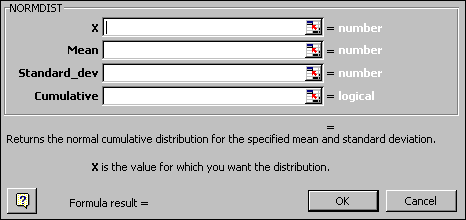 NORMDIST
X = number
Mean = number
Standard_dev = number
Cumulative = logical
=
Returns the normal cumulative distribution for the specified mean and standard deviation.
X is the value for which you want the distribution.
? Formula result = OK Cancel